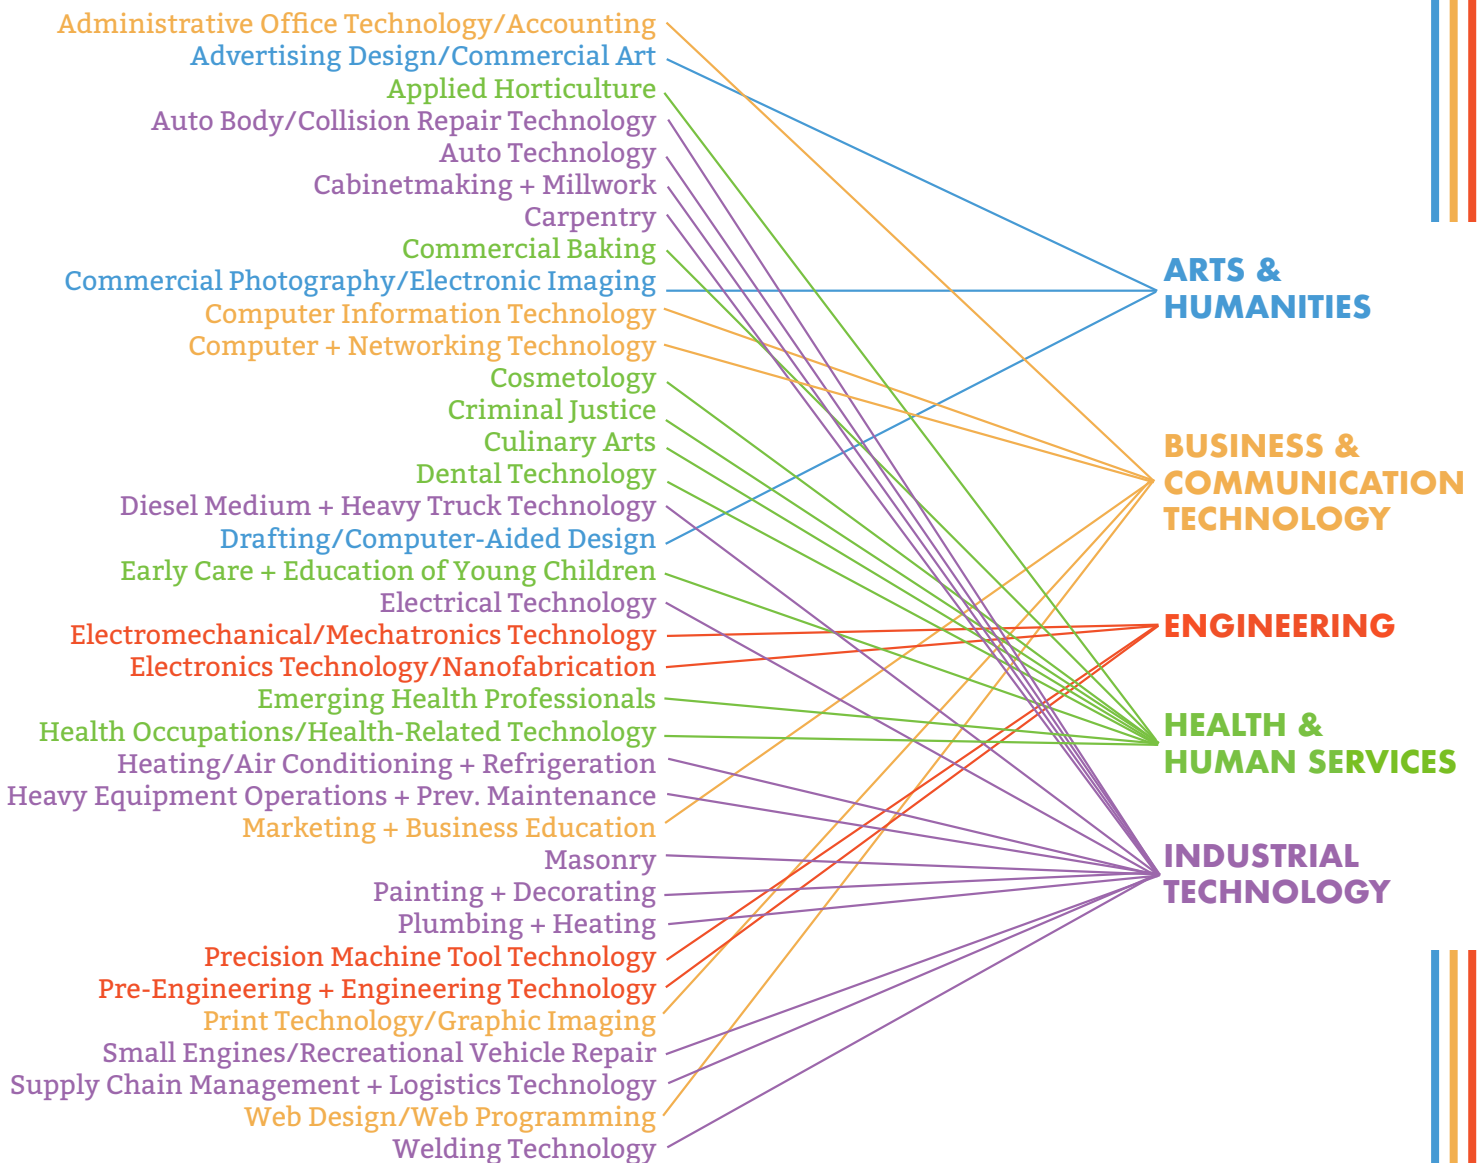 Administrative Office Technology/Accounting
Advertising Design/Commercial Art
Applied Horticulture
Auto Body/Collision Repair Technology
Auto Technology
Cabinetmaking + Millwork
Carpentry
Commercial Baking
Commercial Photography/Electronic Imaging
Computer Information Technology
Computer + Networking Technology
Cosmetology
Criminal Justice
Culinary Arts
Dental Technology
Diesel Medium + Heavy Truck Technology
Drafting/Computer-Aided Design
Early Care + Education of Young Children
Electrical Technology
Electromechanical/Mechatronics Technology
Electronics Technology/Nanofabrication
Emerging Health Professionals
Health Occupations/Health-Related Technology
Heating/Air Conditioning + Refrigeration
Heavy Equipment Operations + Prev. Maintenance
Marketing + Business Education
Masonry
Painting + Decorating
Plumbing + Heating
Precision Machine Tool Technology
Pre-Engineering + Engineering Technology
Print Technology/Graphic Imaging
Small Engines/Recreational Vehicle Repair
Supply Chain Management + Logistics Technology
Web Design/Web Programming
Welding Technology
ARTS &
HUMANITIES
BUSINESS &
COMMUNICATION
TECHNOLOGY
ENGINEERING
HEALTH &
HUMAN SERVICES
INDUSTRIAL
TECHNOLOGY